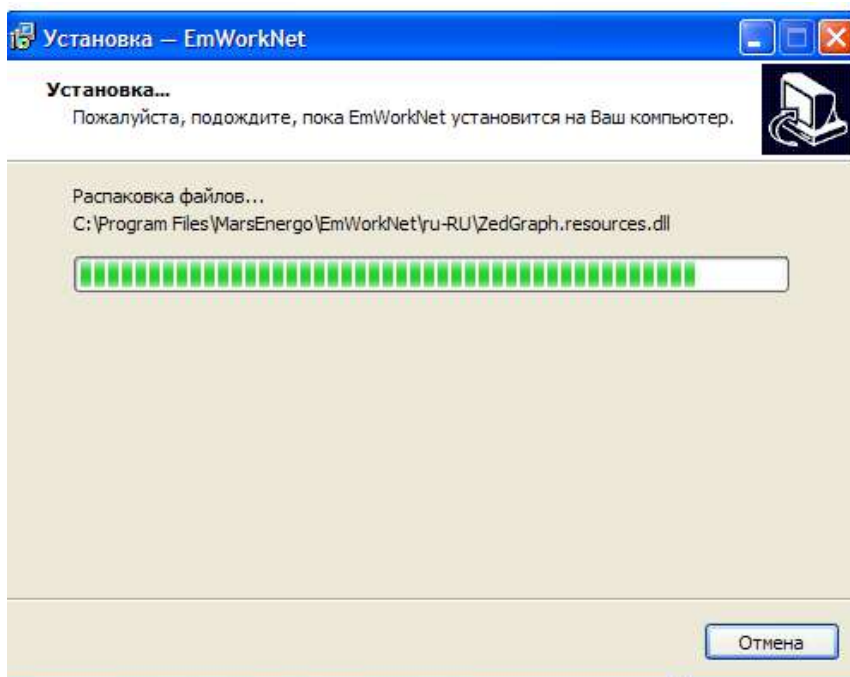 Установка — EmWorkNet
Установка...
Пожалуйста, подождите, пока EmWorkNet установится на Ваш компьютер.
Распаковка файлов...
C:\Program Files\MarsEnergo\EmWorkNet\ru-RU\ZedGraph.resources.dll
Отмена